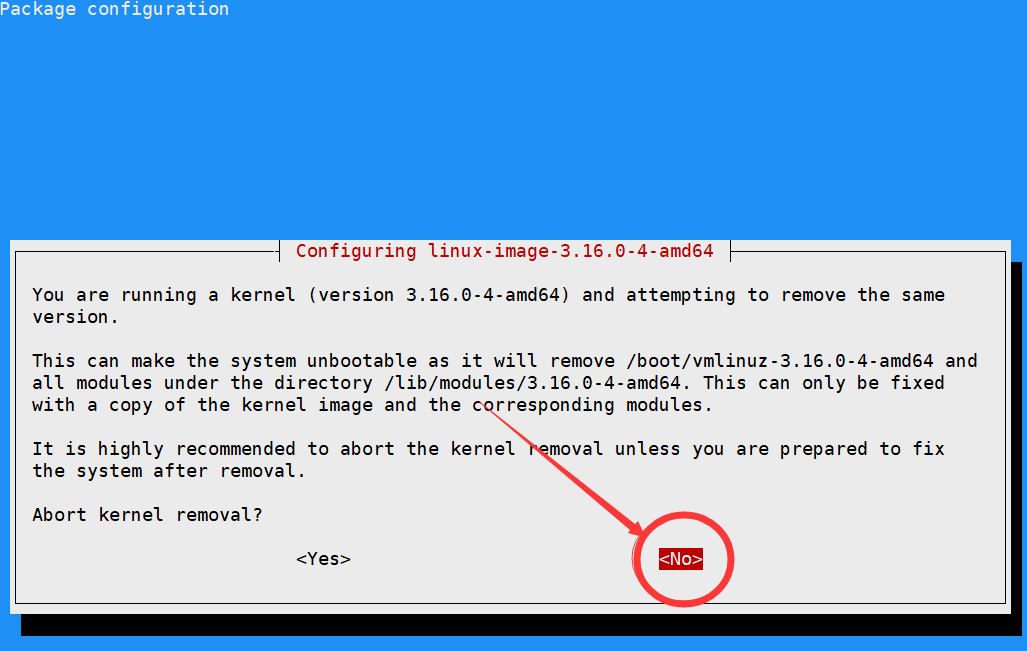 Package configuration
Configuring linux-image-3.16.0-4-amd64
You are running a kernel (version 3.16.0-4-amd64) and attempting to remove the same
version.
This can make the system unbootable as it will remove /boot/vmlinuz-3.16.0-4-amd64 and
all modules under the directory /lib/modules/3.16.0-4-amd64. This can only be fixed
with a copy of the kernel image and the corresponding modules.
It is highly recommended to abort the kernel removal unless you are prepared to fix
the system after removal.
Abort kernel removal?
<Yes> <No>